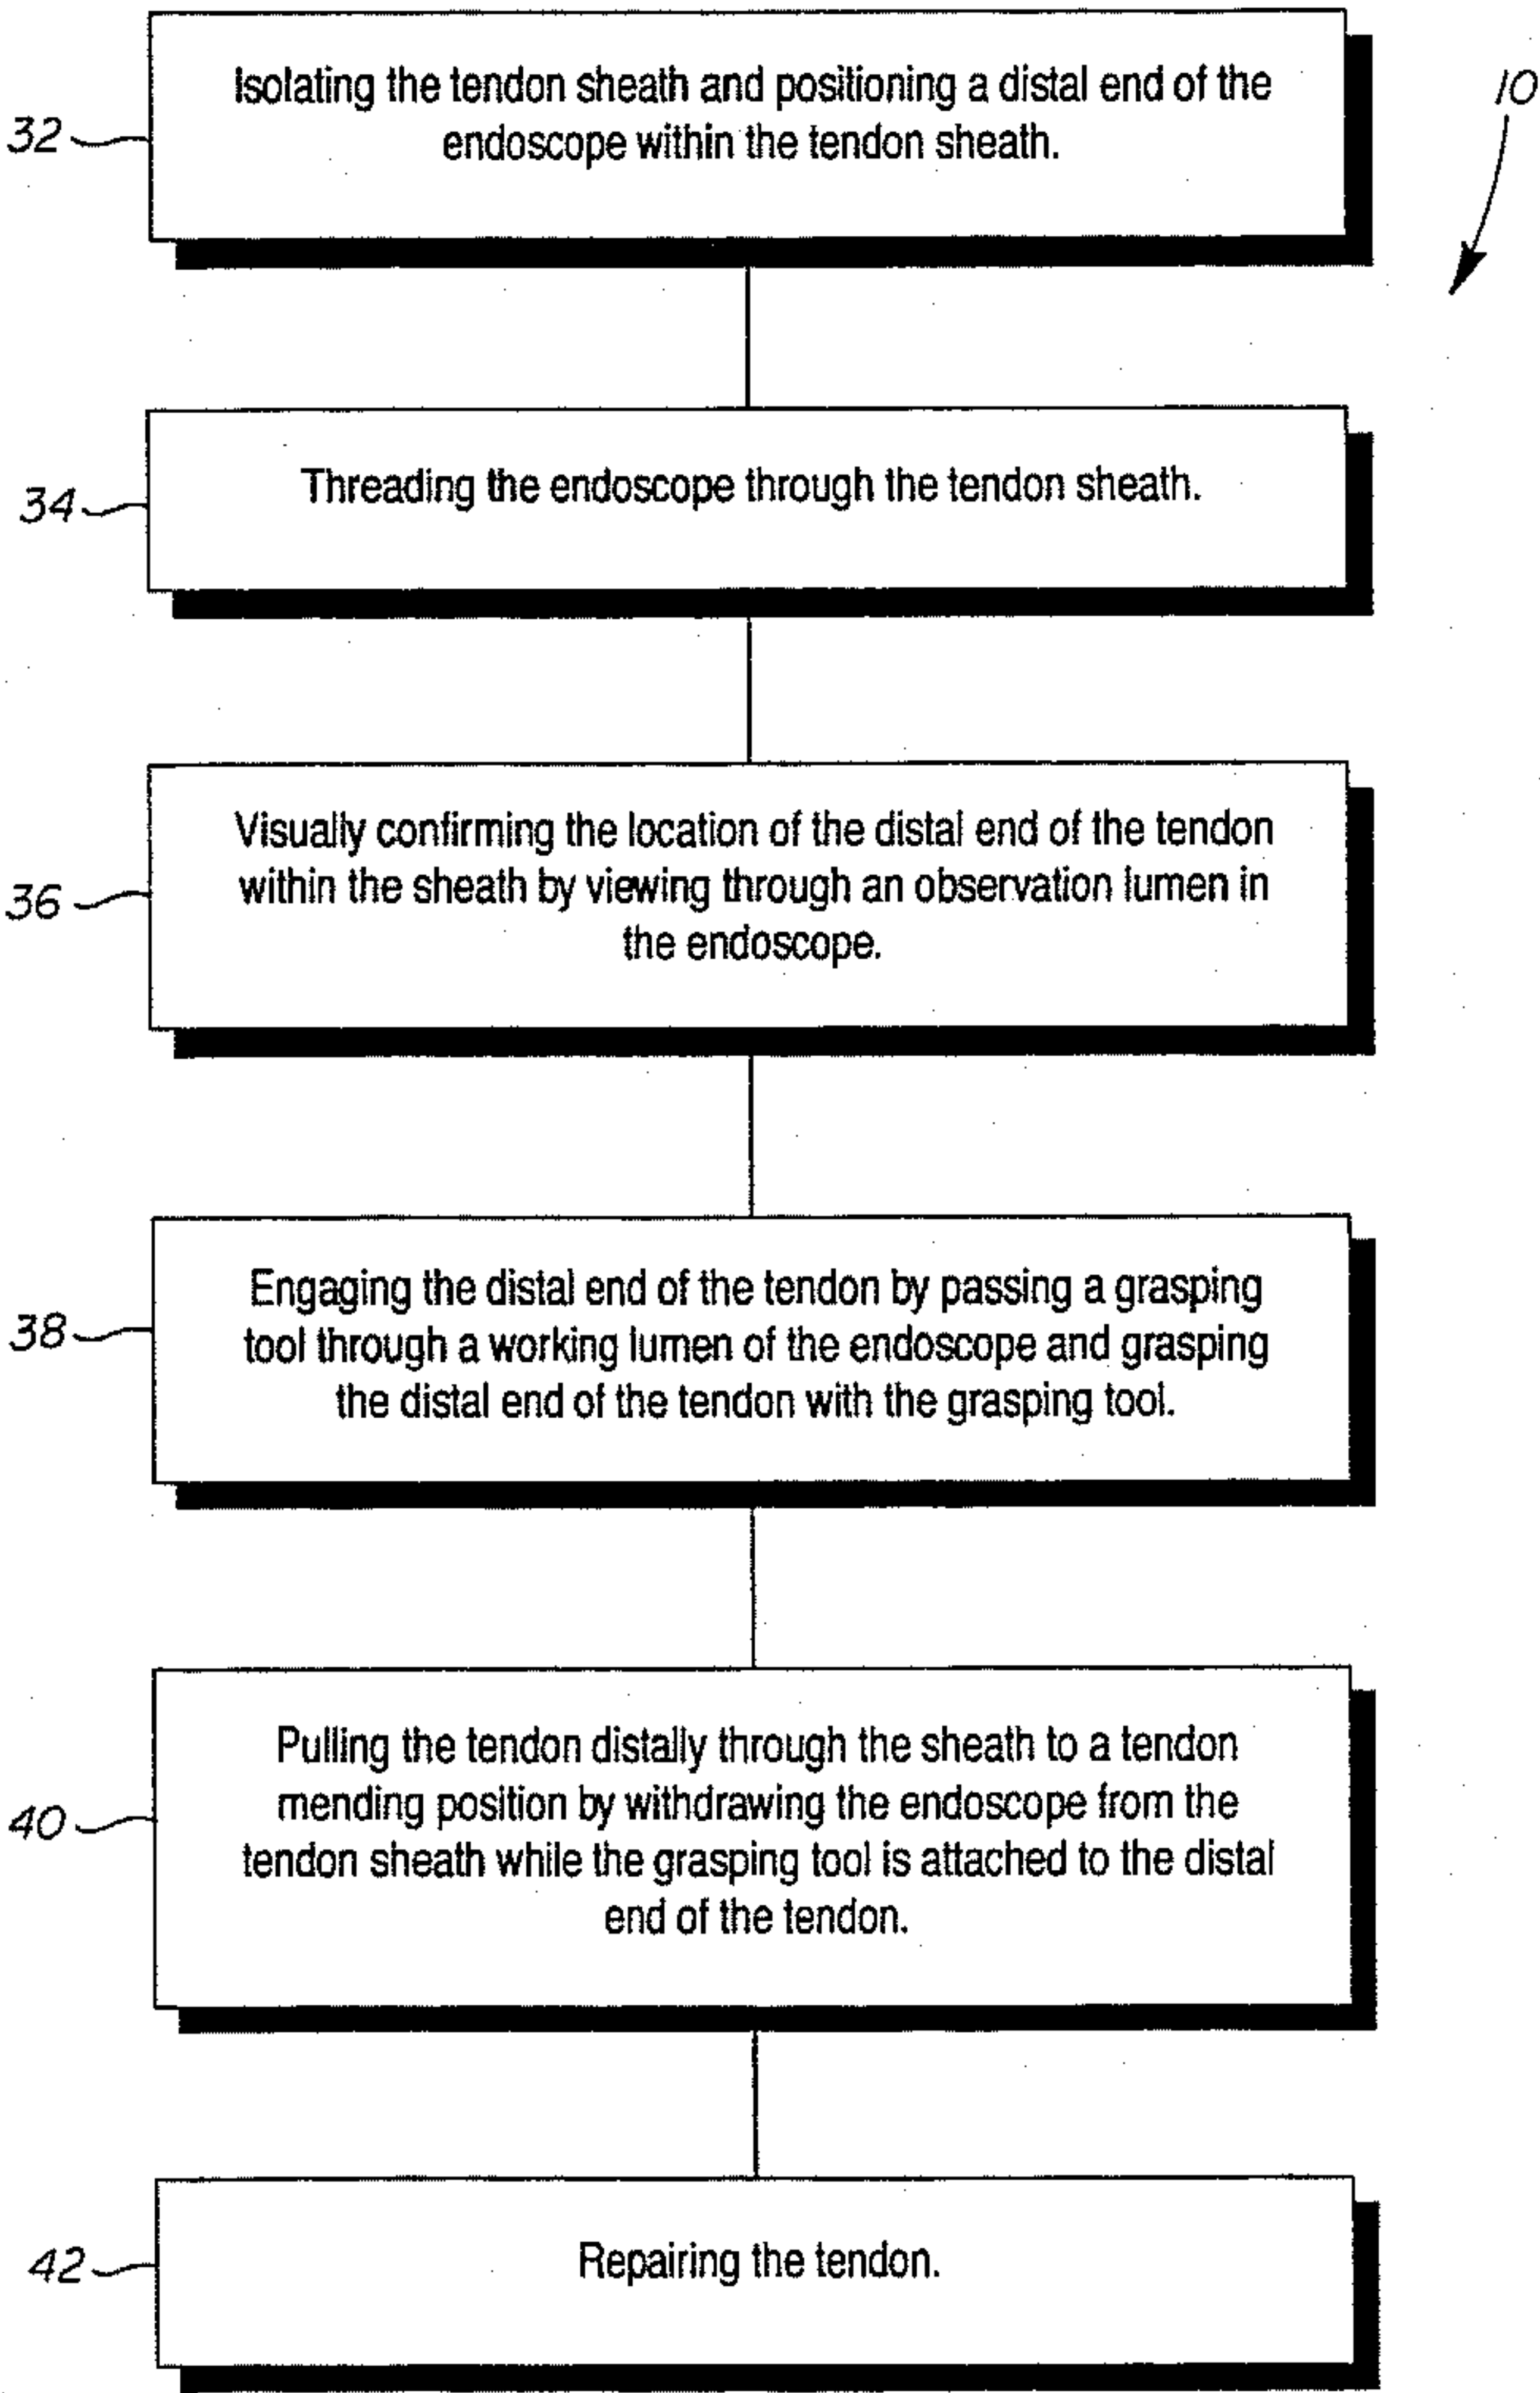 Isolating the tendon sheath and positioning a distal end of the
endoscope within the tendon sheath.
32
10
Threading the endoscope through the tendon sheath.
34
Visually confirming the location of the distal end of the tendon
within the sheath by viewing through an observation lumen in
the endoscope.
36
Engaging the distal end of the tendon by passing a grasping
tool through a working lumen of the endoscope and grasping
the distal end of the tendon with the grasping tool.
38
Pulling the tendon distally through the sheath to a tendon
mending position by withdrawing the endoscope from the
tendon sheath while the grasping tool is attached to the distal
end of the tendon.
40
Repairing the tendon.
42